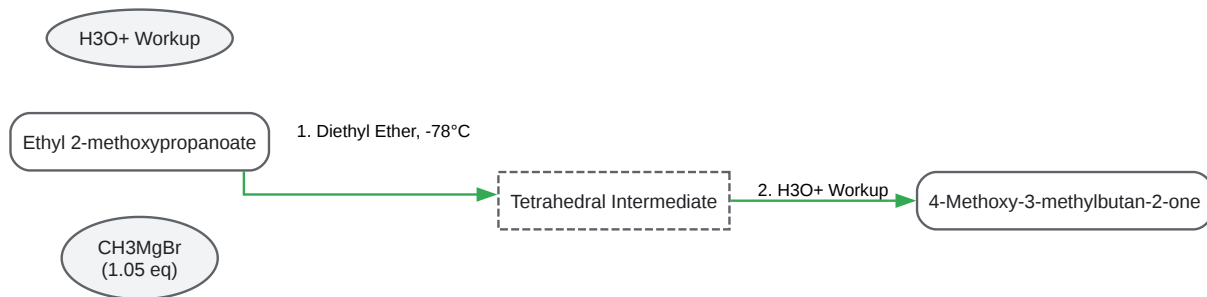 H3O+ Workup
Ethyl 2-methoxypropanoate
1. Diethyl Ether, -78°C
Tetrahedral Intermediate
2. H3O+ Workup
4-Methoxy-3-methylbutan-2-one
CH3MgBr
(1.05 eq)